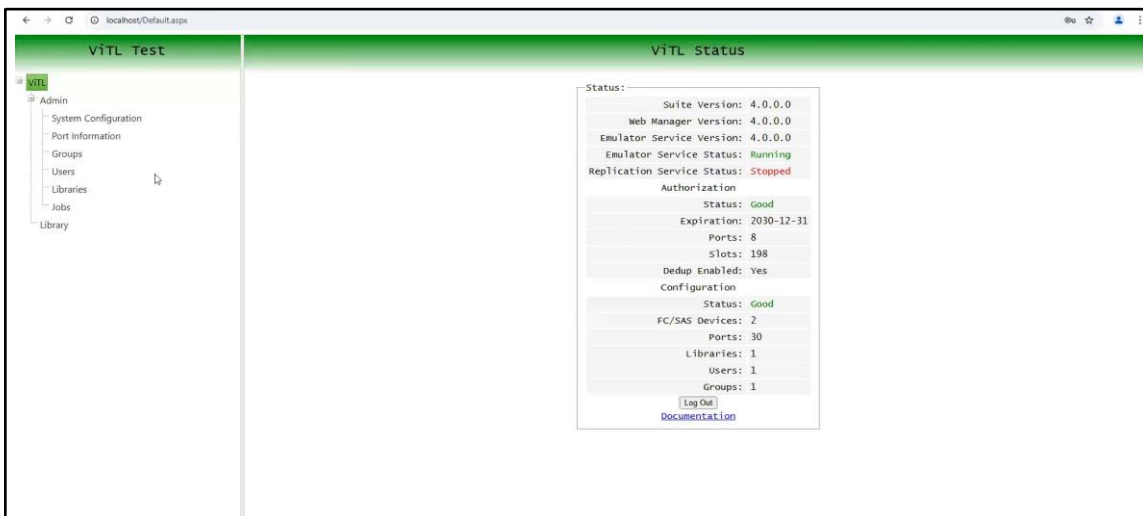 localhost/Default.aspx
ViTL Test
ViTL Status
ViTL
Admin
System Configuration
Port Information
Groups
Users
Libraries
Jobs
Library
Status:
Suite Version: 4.0.0.0
Web Manager Version: 4.0.0.0
Emulator Service Version: 4.0.0.0
Emulator Service Status: Running
Replication Service Status: Stopped
Authorization
Status: Good
Expiration: 2030-12-31
Ports: 8
Slots: 198
Dedup Enabled: Yes
Configuration
Status: Good
FC/SAS Devices: 2
Ports: 30
Libraries: 1
Users: 1
Groups: 1
Log Out
Documentation